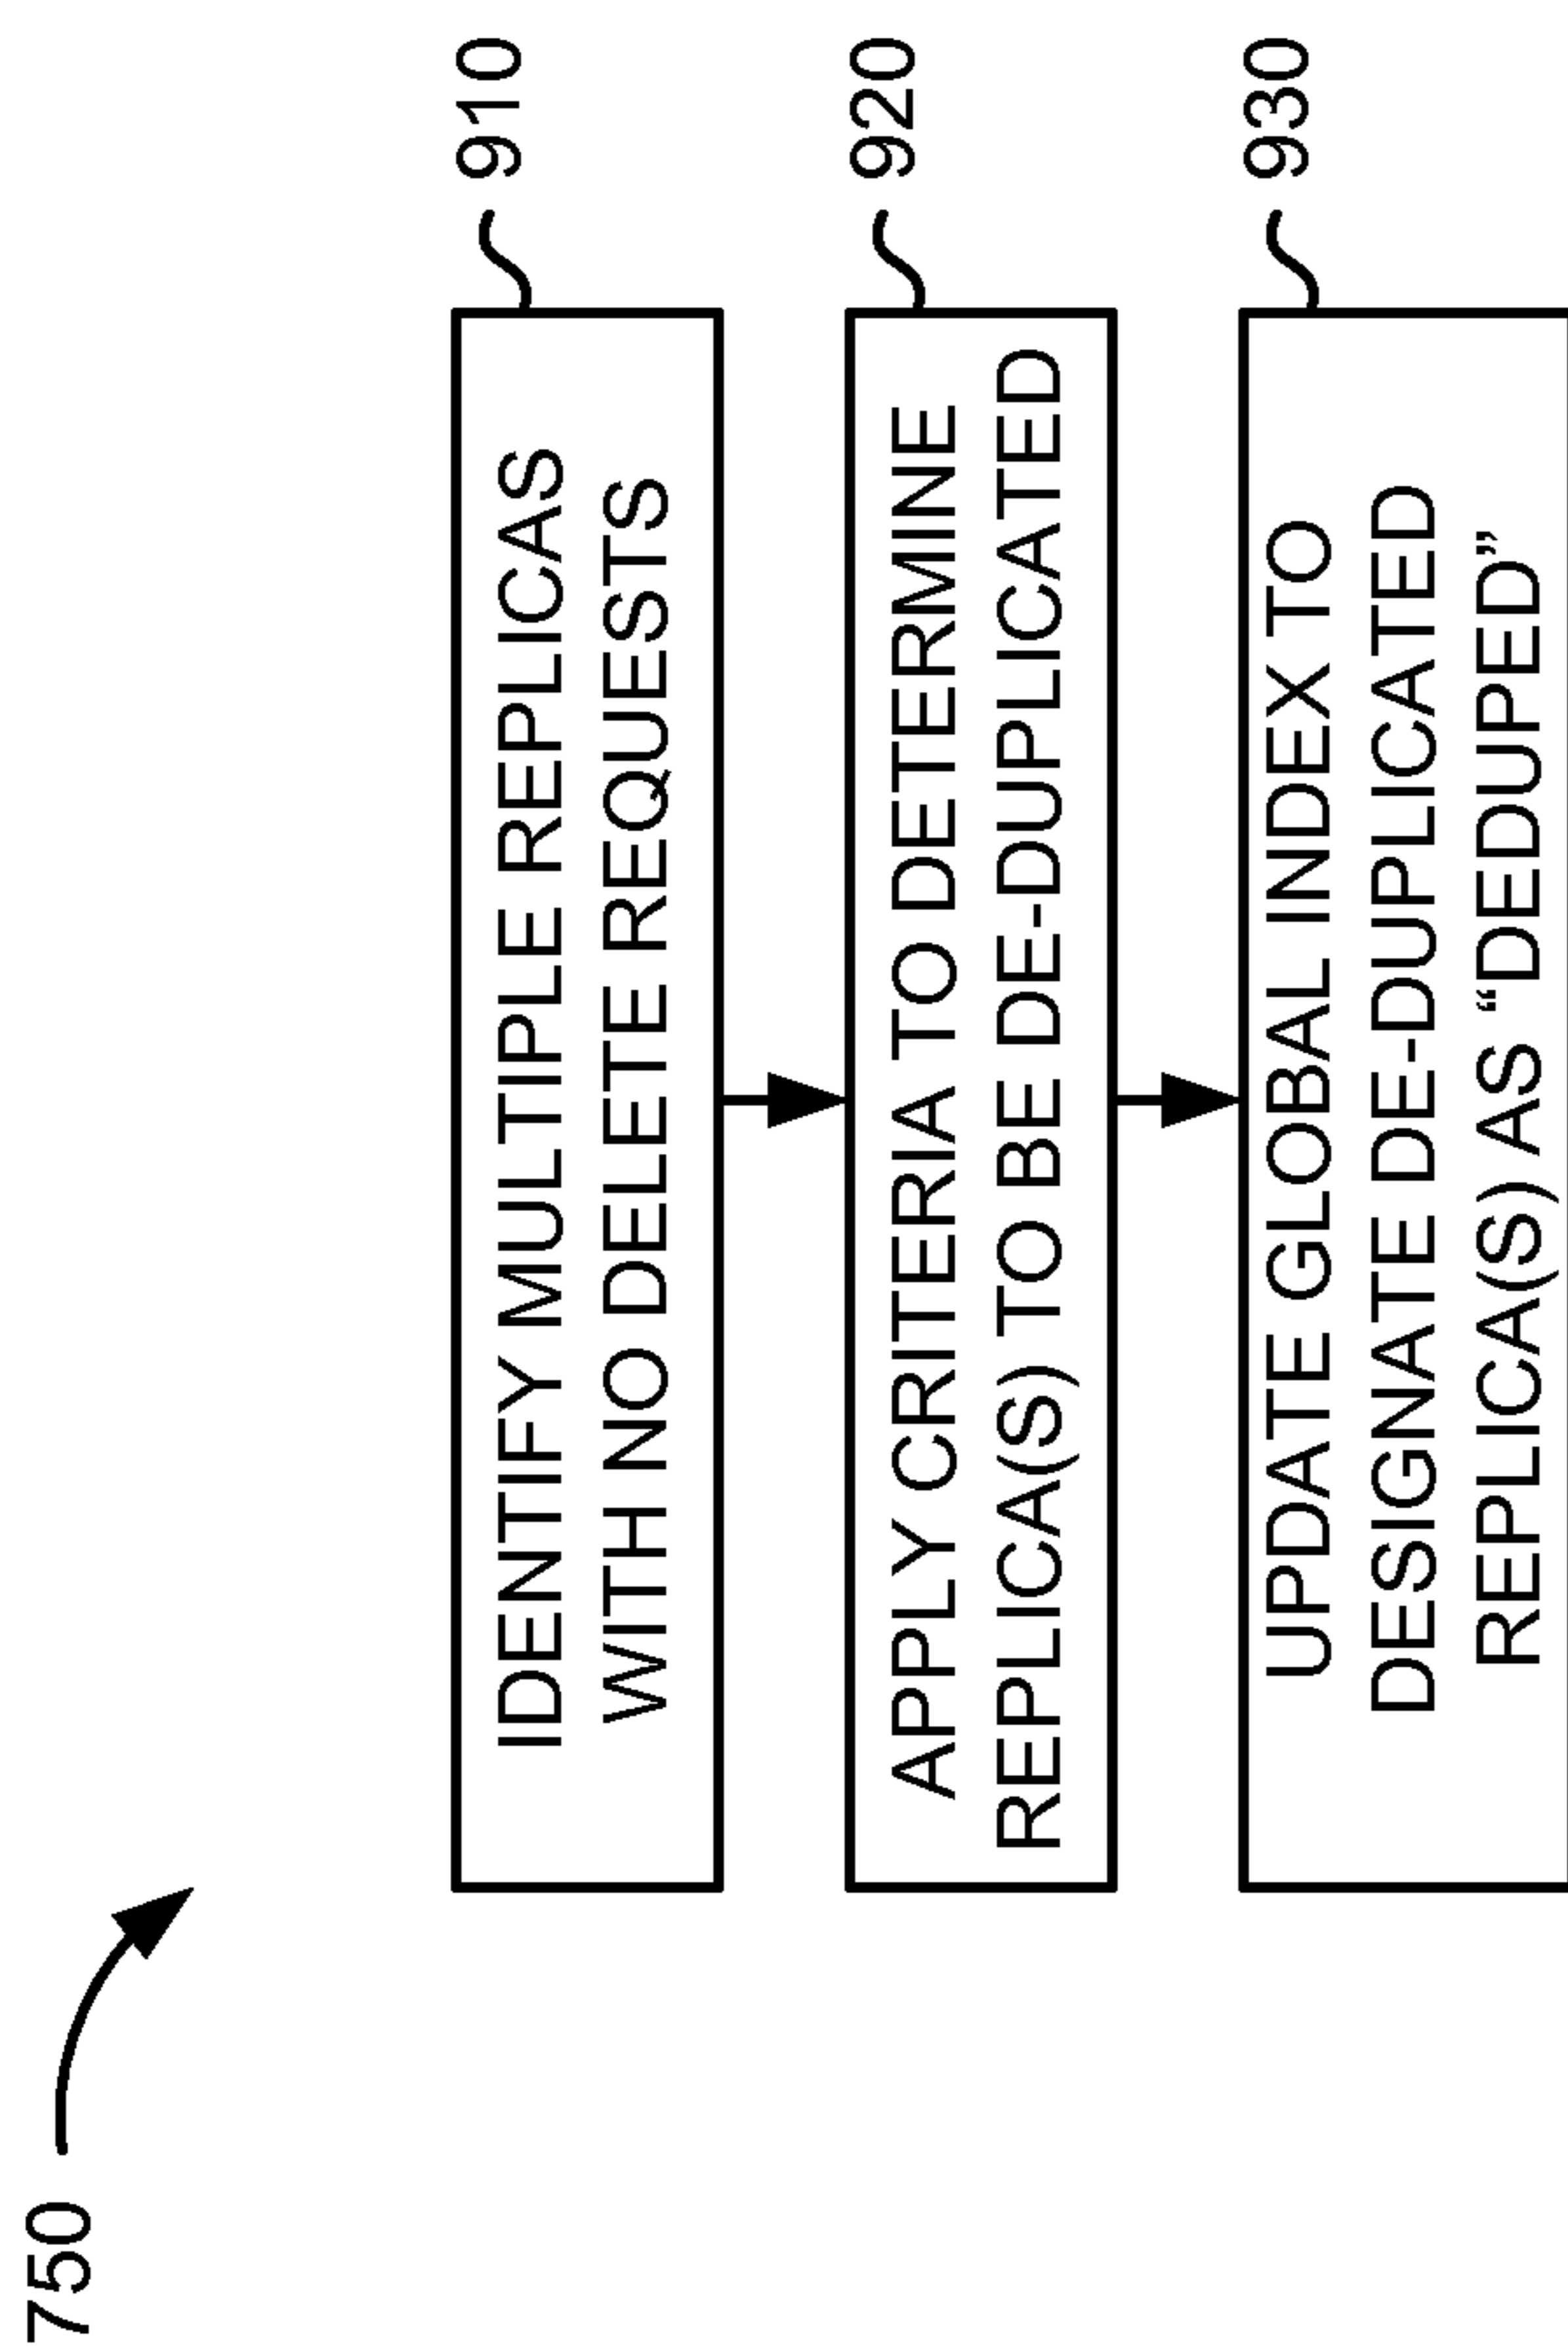 750
IDENTIFY MULTIPLE REPLICAS
WITH NO DELETE REQUESTS
910
APPLY CRITERIA TO DETERMINE
REPLICA(S) TO BE DE-DUPLICATED
920
UPDATE GLOBAL INDEX TO
DESIGNATE DE-DUPLICATED
REPLICA(S) AS “DEDUPED”
930